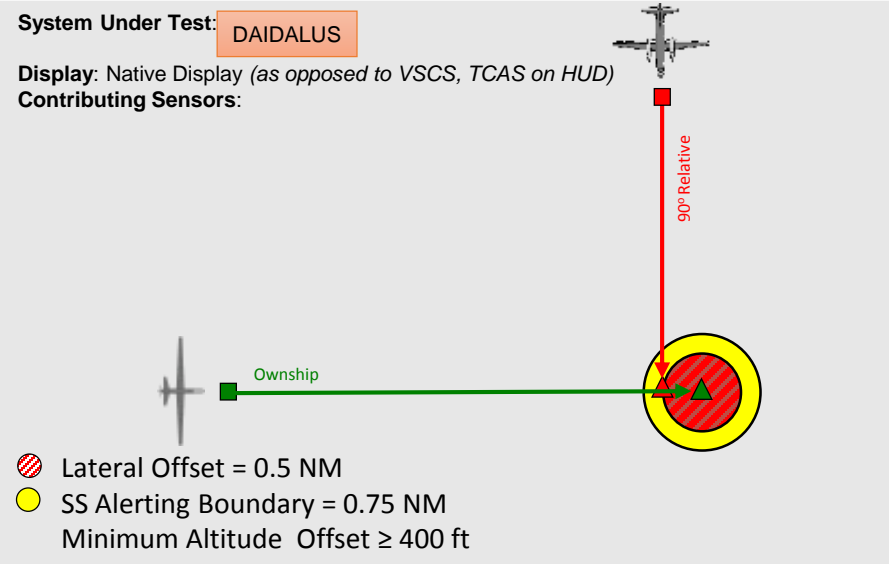 System Under Test:
DAIDALUS
Display: Native Display (as opposed to VSCS, TCAS on HUD)
Contributing Sensors:
90º Relative
Ownship
Lateral Offset = 0.5 NM
SS Alerting Boundary = 0.75 NM
Minimum Altitude Offset ≥ 400 ft